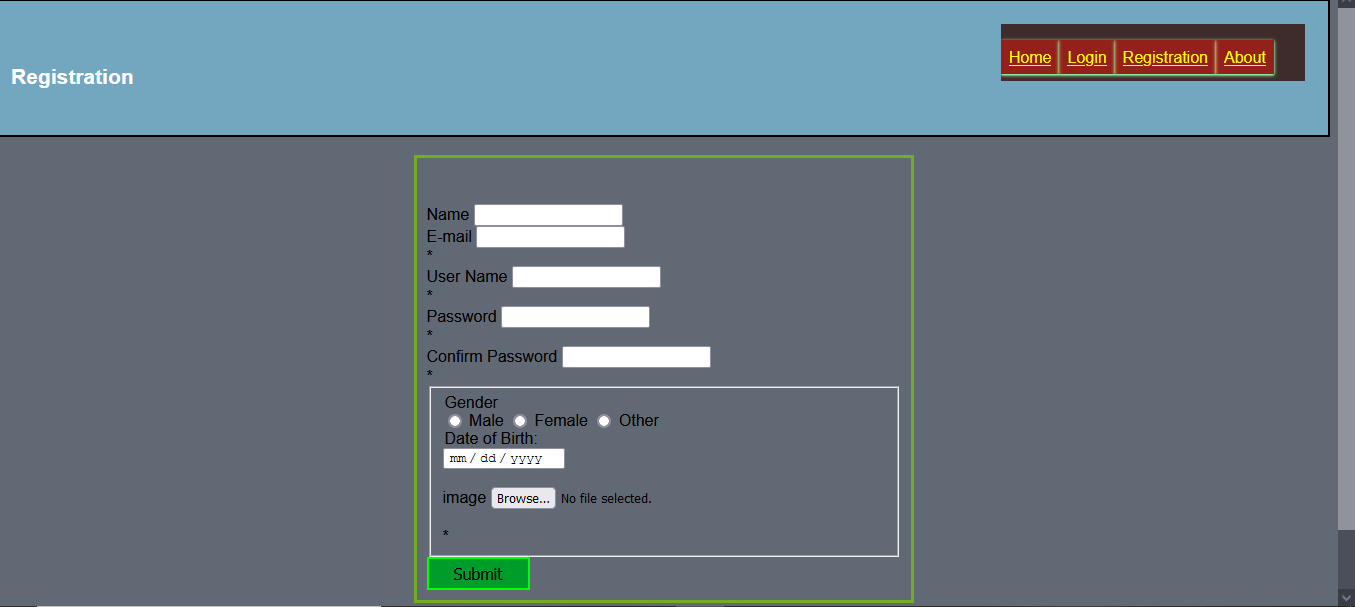 Home Login Registration About
Registration
Name
E-mail
*
User Name
*
Password
*
Confirm Password
*
Gender
Male Female Other
Date of Birth:
mm / dd / yyyy
image Browse... No file selected.
*
Submit